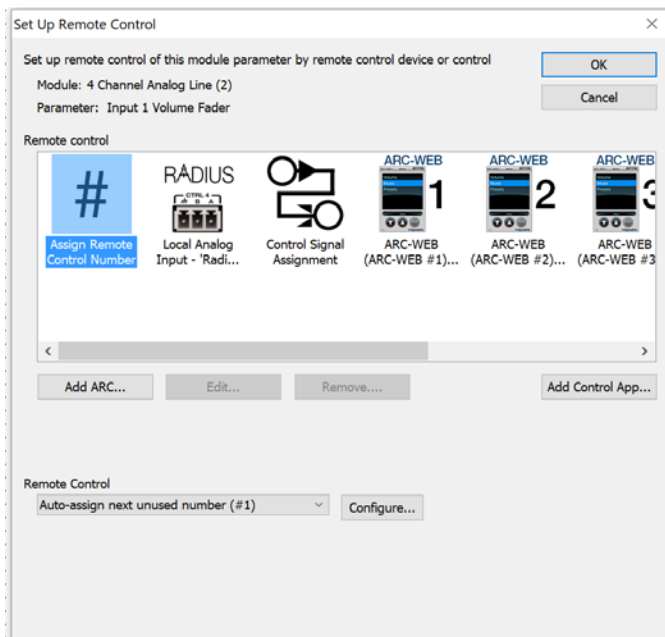 Set Up Remote Control
Set up remote control of this module parameter by remote control device or control
OK
Module: 4 Channel Analog Line (2)
Cancel
Parameter: Input 1 Volume Fader
Remote control
#
Assign Remote
Control Number
RADIUS
CTRL 4
Local Analog
Input - 'Radi...
Control Signal
Assignment
ARC-WEB
1
ARC-WEB
(ARC-WEB #1)...
ARC-WEB
2
ARC-WEB
(ARC-WEB #2)...
ARC-WEB
3
ARC-WEB
(ARC-WEB #3
Add ARC...
Edit...
Remove....
Add Control App...
Remote Control
Auto-assign next unused number (#1)
Configure...